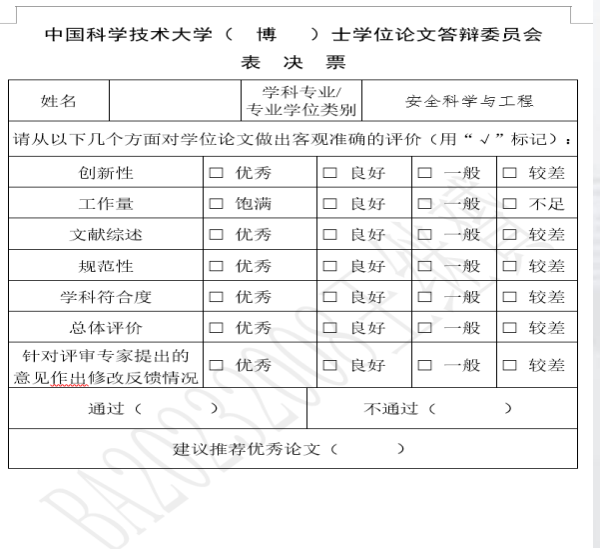 中国科学技术大学（ 博 ）士学位论文答辩委员会
表 决 票
姓名 学科专业/ 专业学位类别 安全科学与工程
请从以下几个方面对学位论文做出客观准确的评价（用“√”标记）：
创新性 □ 优秀 □ 良好 □ 一般 □ 较差
工作量 □ 饱满 □ 良好 □ 一般 □ 不足
文献综述 □ 优秀 □ 良好 □ 一般 □ 较差
规范性 □ 优秀 □ 良好 □ 一般 □ 较差
学科符合度 □ 优秀 □ 良好 □ 一般 □ 较差
总体评价 □ 优秀 □ 良好 □ 一般 □ 较差
针对评审专家提出的
意见作出修改反馈情况 □ 优秀 □ 良好 □ 一般 □ 较差
通过（ ） 不通过（ ）
建议推荐优秀论文（ ）